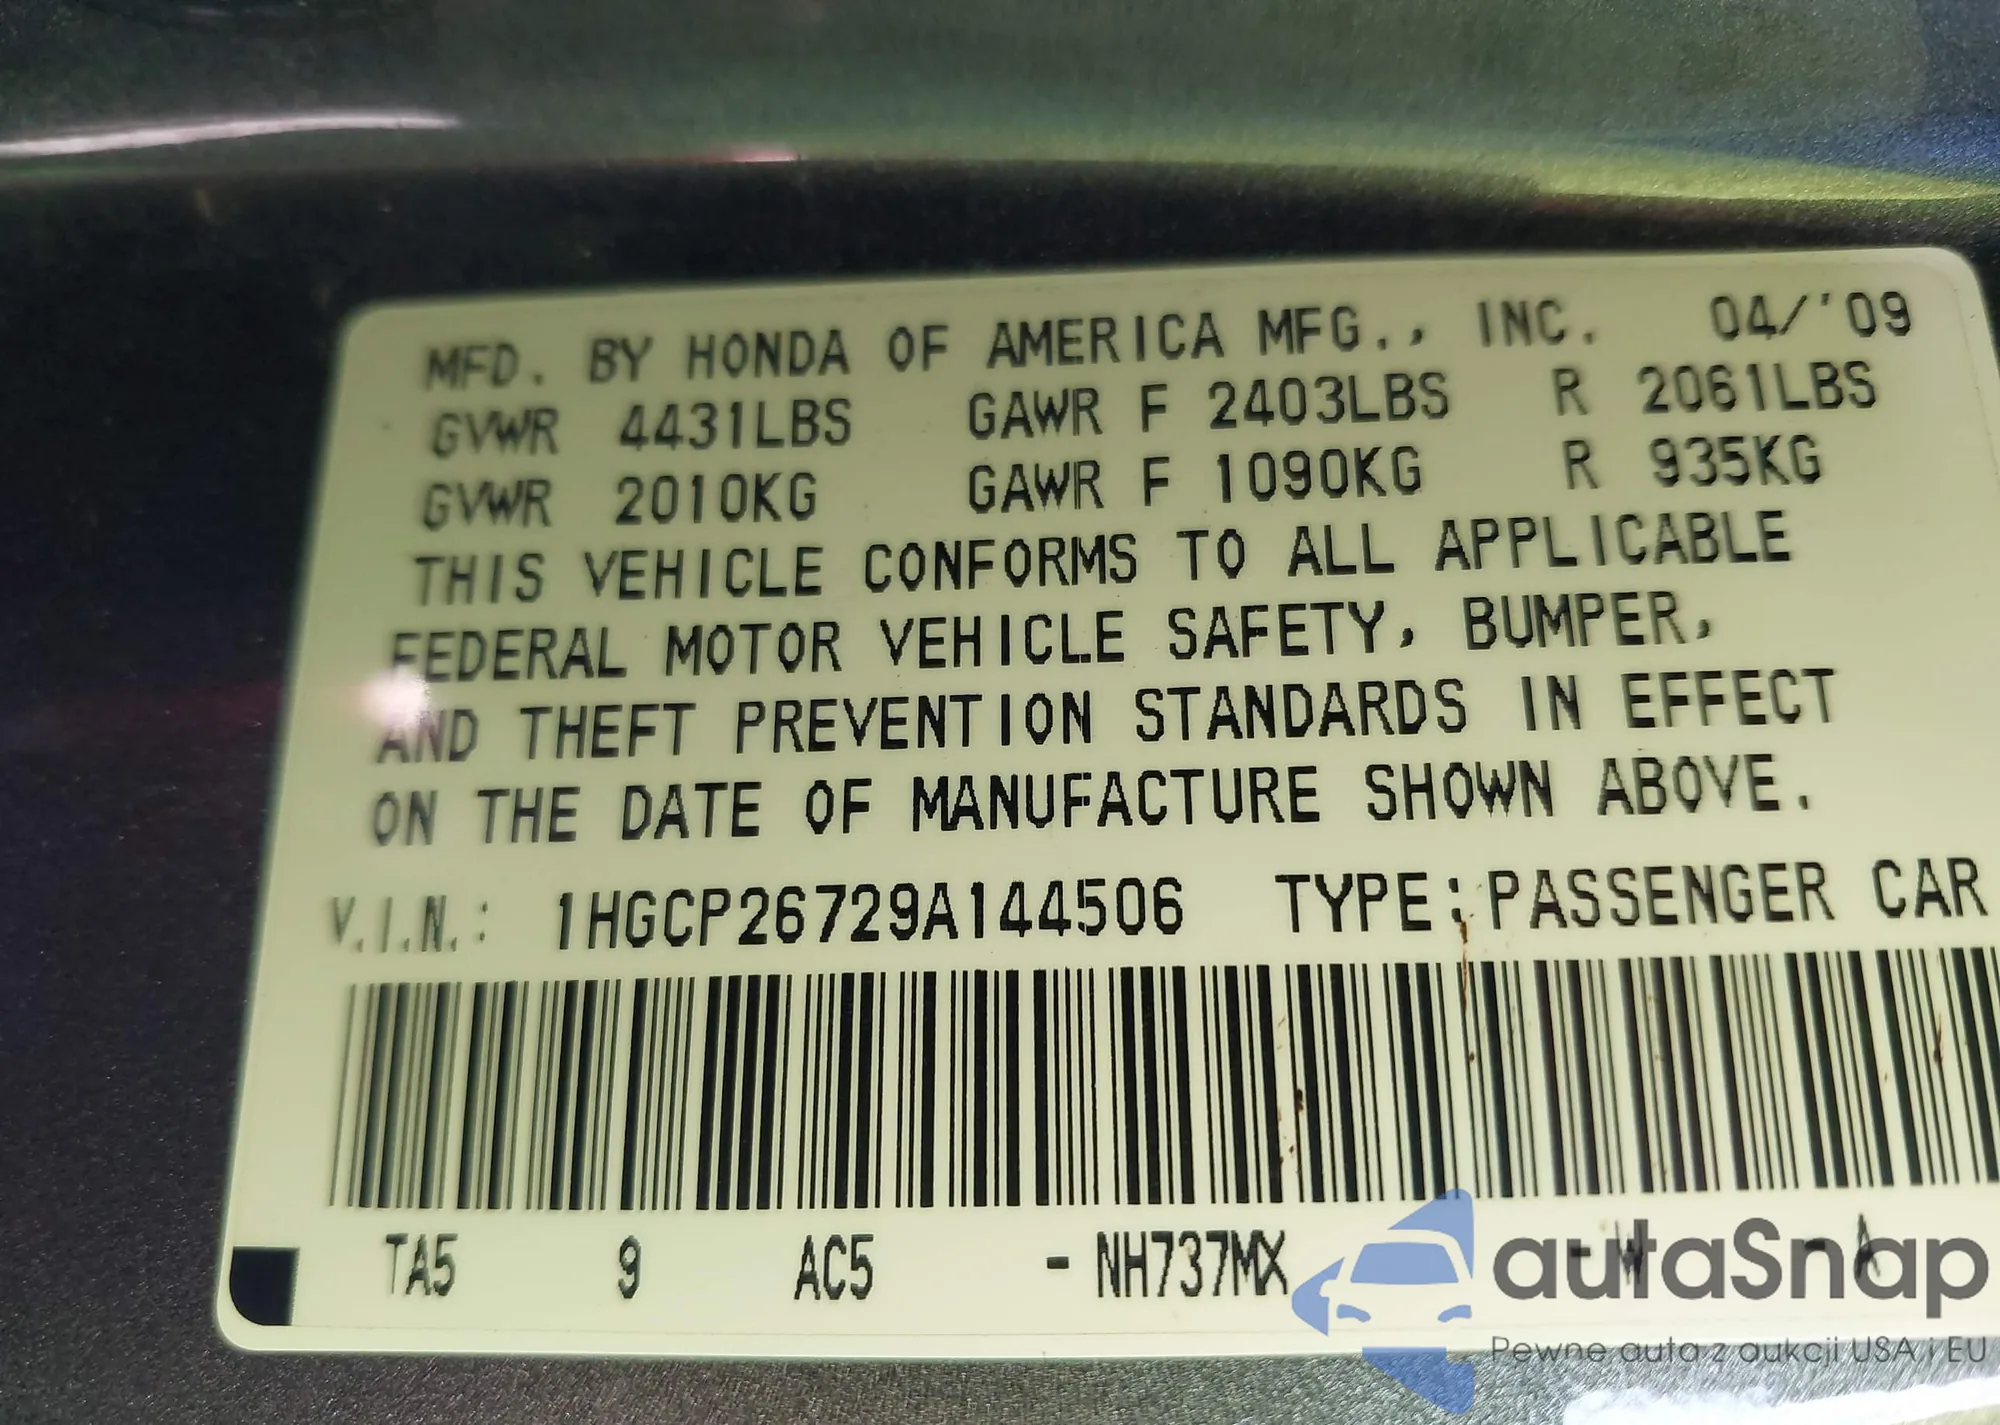 MFD. BY HONDA OF AMERICA MFG., INC. 04/'09
GVWR 4431LBS GAWR F 2403LBS R 2061LBS
GVWR 2010KG GAWR F 1090KG R 935KG
THIS VEHICLE CONFORMS TO ALL APPLICABLE
FEDERAL MOTOR VEHICLE SAFETY, BUMPER,
AND THEFT PREVENTION STANDARDS IN EFFECT
ON THE DATE OF MANUFACTURE SHOWN ABOVE.
V.I.N.: 1HGCP26729A144506 TYPE: PASSENGER CAR
TA5 9 AC5 -NH737MX -W -A
autaSnap
Pewne auta z aukcji USA i EU